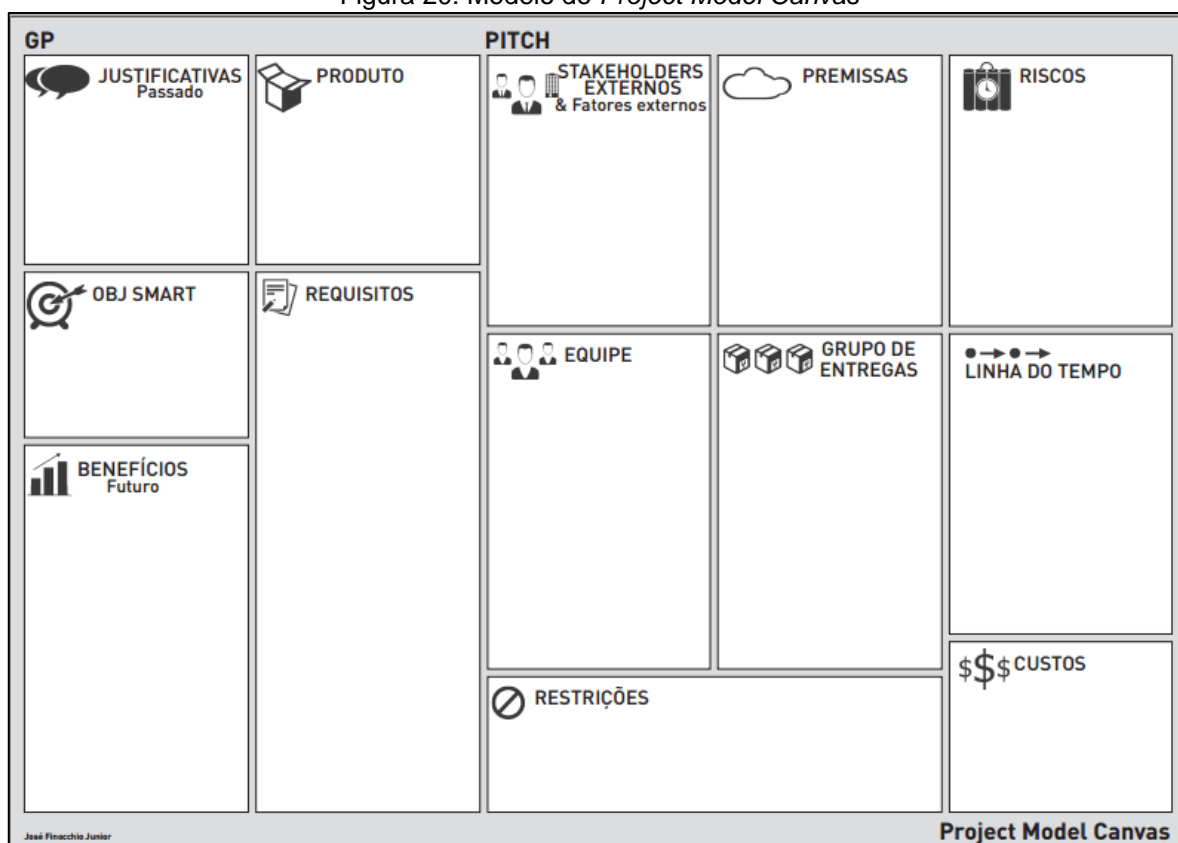 Figura 20: Modelo de Project Model Canvas
GP
PITCH
JUSTIFICATIVAS
Passado
PRODUTO
STAKEHOLDERS
EXTERNOS
& Fatores externos
PREMISSAS
RISCOS
OBJ SMART
REQUISITOS
EQUIPE
GRUPO DE
ENTREGAS
LINHA DO TEMPO
BENEFÍCIOS
Futuro
$$$ CUSTOS
RESTRIÇÕES
José Finocchio Junior
Project Model Canvas